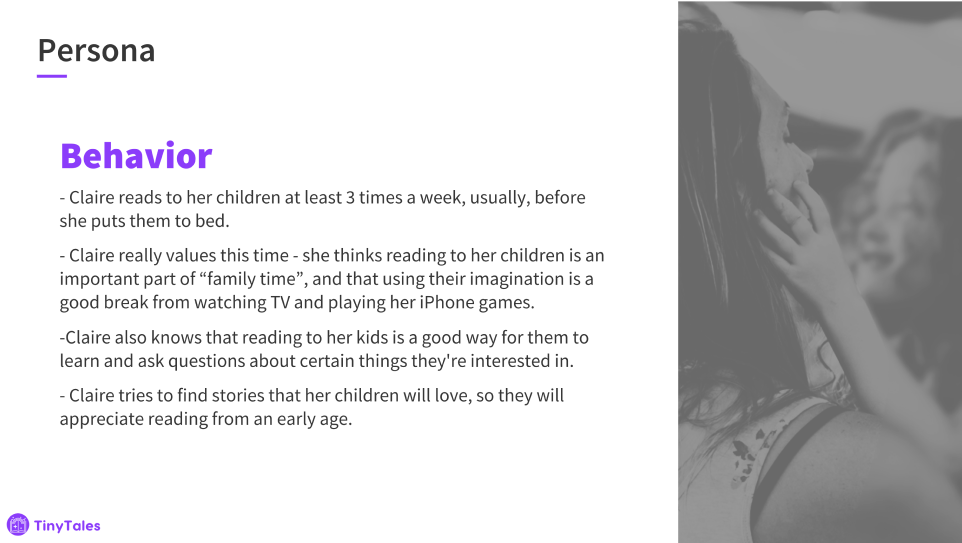 Persona
Behavior
- Claire reads to her children at least 3 times a week, usually, before
she puts them to bed.
- Claire really values this time - she thinks reading to her children is an
important part of “family time”, and that using their imagination is a
good break from watching TV and playing her iPhone games.
-Claire also knows that reading to her kids is a good way for them to
learn and ask questions about certain things they're interested in.
- Claire tries to find stories that her children will love, so they will
appreciate reading from an early age.
TinyTales